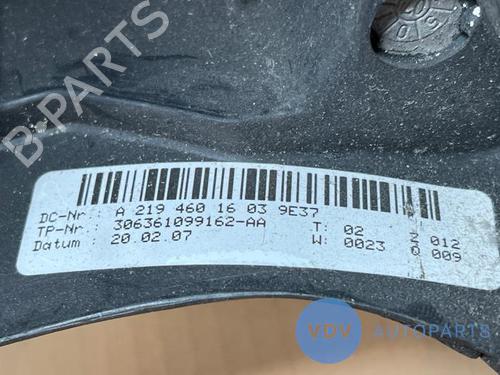 DC-Nr.: A 219 460 16 03 9E37
TP-Nr.: 306361099162-AA T: 02 Z 012
Datum : 20.02.07 W: 0023 Q 009
B-PARTS
VDV AUTOPARTS